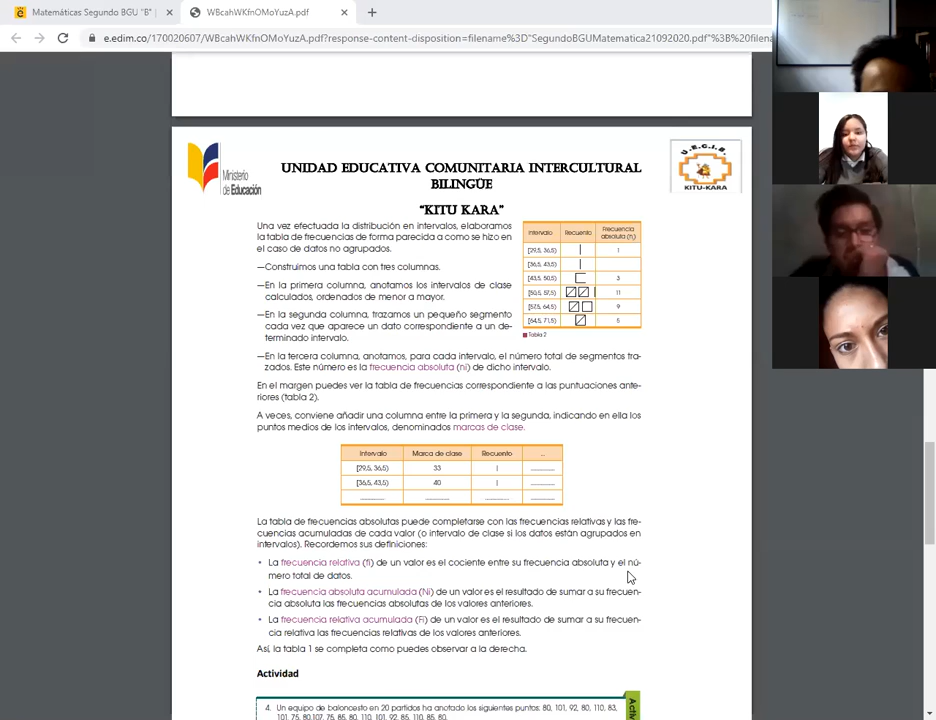 Matemáticas Segundo BGU "B"
WBcahWKfnOMoYuzA.pdf
e.edim.co/170020607/WBcahWKfnOMoYuzA.pdf?response-content-disposition=filename%3D"SegundoBGUMatematica21092020.pdf"%3B%20filena
Ministerio
de Educación
UNIDAD EDUCATIVA COMUNITARIA INTERCULTURAL
BILINGÜE
"KITU KARA"
U.E.C.I.B.
KITU-KARA
Una vez efectuada la distribución en intervalos, elaboramos
la tabla de frecuencias de forma parecida a como se hizo en
el caso de datos no agrupados.
—Construimos una tabla con tres columnas.
—En la primera columna, anotamos los intervalos de clase
calculados, ordenados de menor a mayor.
—En la segunda columna, trazamos un pequeño segmento
cada vez que aparece un dato correspondiente a un de-
terminado intervalo.
Intervalo Recuento Frecuencia absoluta (fi)
[29,5, 36,5) 1
[36,5, 43,5)
[43,5, 50,5) 3
[50,5, 57,5) 11
[57,5, 64,5) 9
[64,5, 71,5) 5
Tabla 2
—En la tercera columna, anotamos, para cada intervalo, el número total de segmentos tra-
zados. Este número es la frecuencia absoluta (ni) de dicho intervalo.
En el margen puedes ver la tabla de frecuencias correspondiente a las puntuaciones ante-
riores (tabla 2).
A veces, conviene añadir una columna entre la primera y la segunda, indicando en ella los
puntos medios de los intervalos, denominados marcas de clase.
Intervalo Marca de clase Recuento ...
[29,5, 36,5) 33 I
[36,5, 43,5) 40 I
La tabla de frecuencias absolutas puede completarse con las frecuencias relativas y las fre-
cuencias acumuladas de cada valor (o intervalo de clase si los datos están agrupados en
intervalos). Recordemos sus definiciones:
• La frecuencia relativa (fi) de un valor es el cociente entre su frecuencia absoluta y el nú-
mero total de datos.
• La frecuencia absoluta acumulada (Ni) de un valor es el resultado de sumar a su frecuen-
cia absoluta las frecuencias absolutas de los valores anteriores.
• La frecuencia relativa acumulada (Fi) de un valor es el resultado de sumar a su frecuen-
cia relativa las frecuencias relativas de los valores anteriores.
Así, la tabla 1 se completa como puedes observar a la derecha.
Actividad
4. Un equipo de baloncesto en 20 partidos ha anotado los siguientes puntos: 80, 101, 92, 80, 110, 83,
101, 75, 80,107, 75, 85, 80, 110, 101, 92, 85, 110, 85, 80.